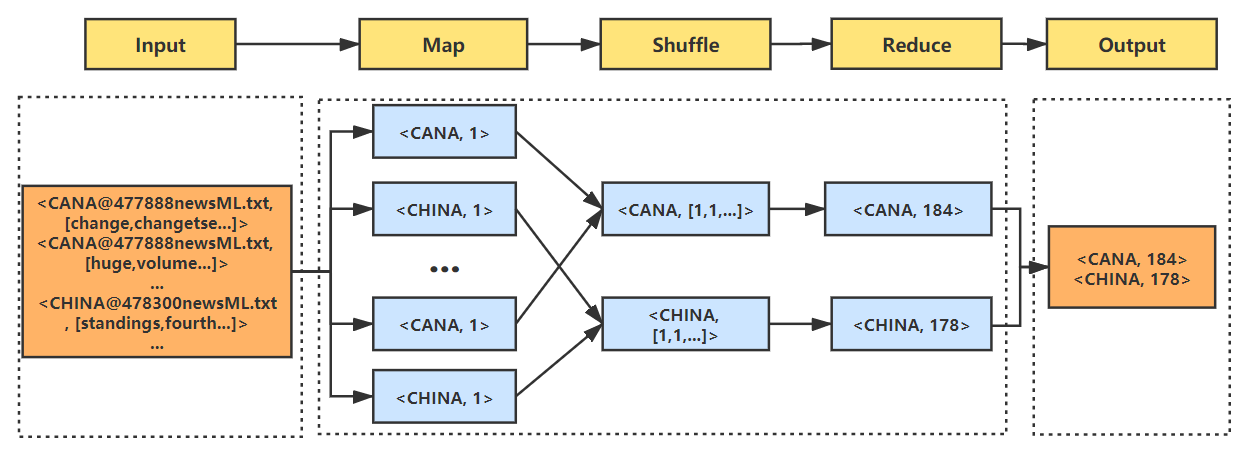 Input
Map
Shuffle
Reduce
Output
<CANA@477888newsML.txt,
[change,changetse...]>
<CANA@477888newsML.txt,
[huge,volume...]>
...
<CHINA@478300newsML.txt
, [standings,fourth...]>
...
<CANA, 1>
<CHINA, 1>
...
<CANA, 1>
<CHINA, 1>
<CANA, [1,1,...]>
<CHINA,
[1,1,...]>
<CANA, 184>
<CHINA, 178>
<CANA, 184>
<CHINA, 178>